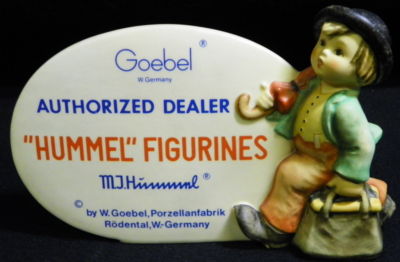 Goebel ®
W. Germany
AUTHORIZED DEALER
"HUMMEL" FIGURINES
M.J.Hummel ®
© by W. Goebel, Porzellanfabrik
Rödental, W.-Germany